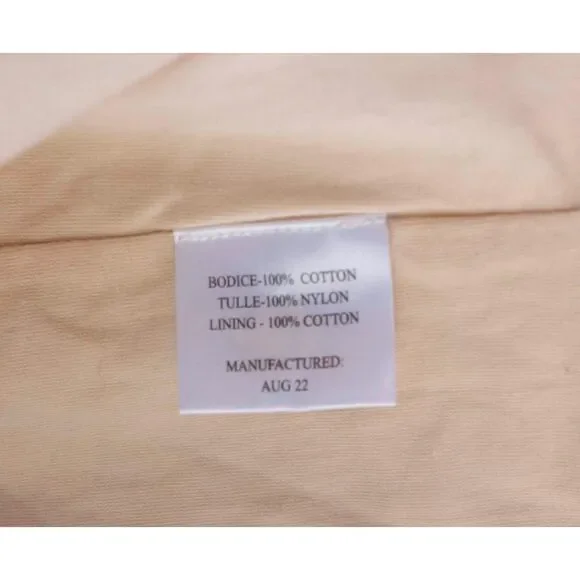 BODICE-100% COTTON
TULLE-100% NYLON
LINING - 100% COTTON
MANUFACTURED:
AUG 22